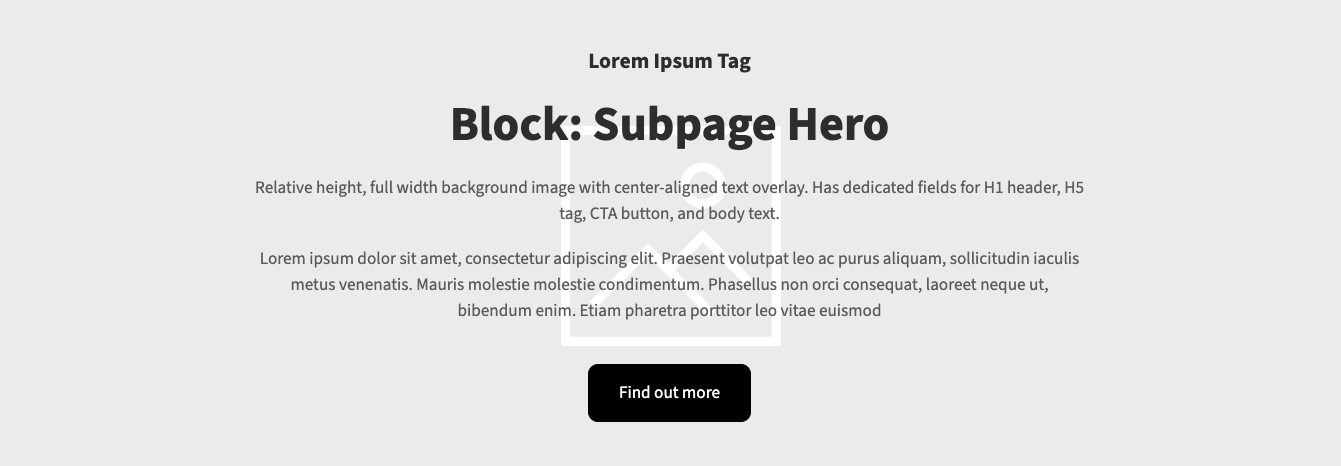 Lorem Ipsum Tag
Block: Subpage Hero
Relative height, full width background image with center-aligned text overlay. Has dedicated fields for H1 header, H5
tag, CTA button, and body text.
Lorem ipsum dolor sit amet, consectetur adipiscing elit. Praesent volutpat leo ac purus aliquam, sollicitudin iaculis
metus venenatis. Mauris molestie molestie condimentum. Phasellus non orci consequat, laoreet neque ut,
bibendum enim. Etiam pharetra porttitor leo vitae euismod
Find out more